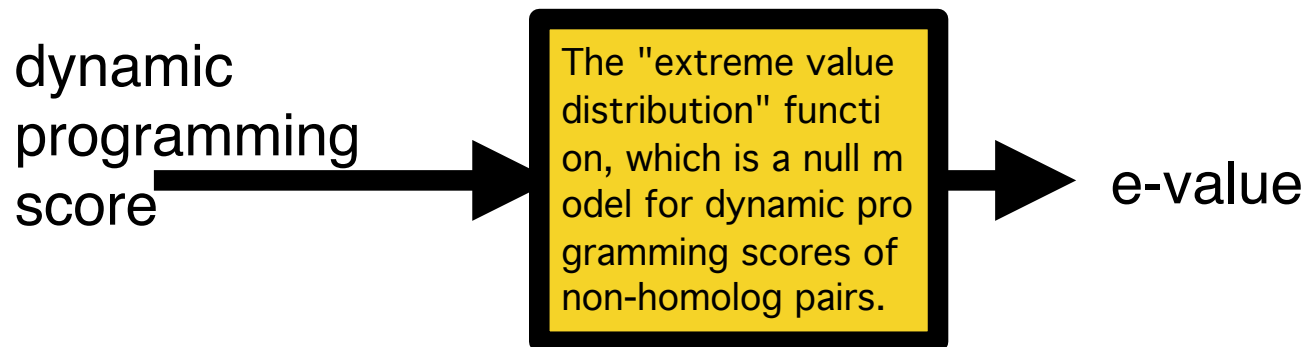 dynamic
programming
score
The "extreme value
distribution" functi
on, which is a null m
odel for dynamic pro
gramming scores of
non-homolog pairs.
e-value